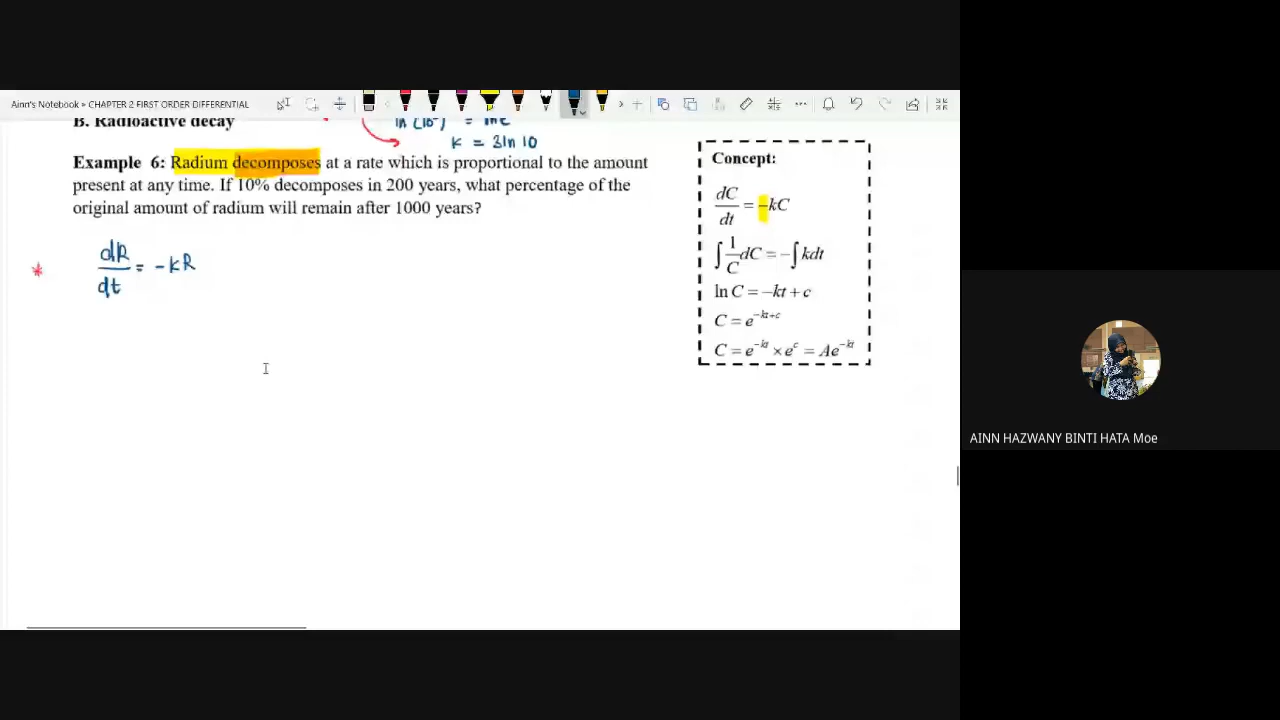 Ainn's Notebook » CHAPTER 2 FIRST ORDER DIFFERENTIAL
B. Radioactive decay
k = 3ln 10
Example 6: Radium decomposes at a rate which is proportional to the amount
present at any time. If 10% decomposes in 200 years, what percentage of the
original amount of radium will remain after 1000 years?
* dR/dt = -kR
Concept:
dC/dt = -kC
∫ 1/C dC = -∫ kdt
ln C = -kt + c
C = e^{-kt+c}
C = e^{-kt} × e^{c} = Ae^{-kt}
AINN HAZWANY BINTI HATA Moe